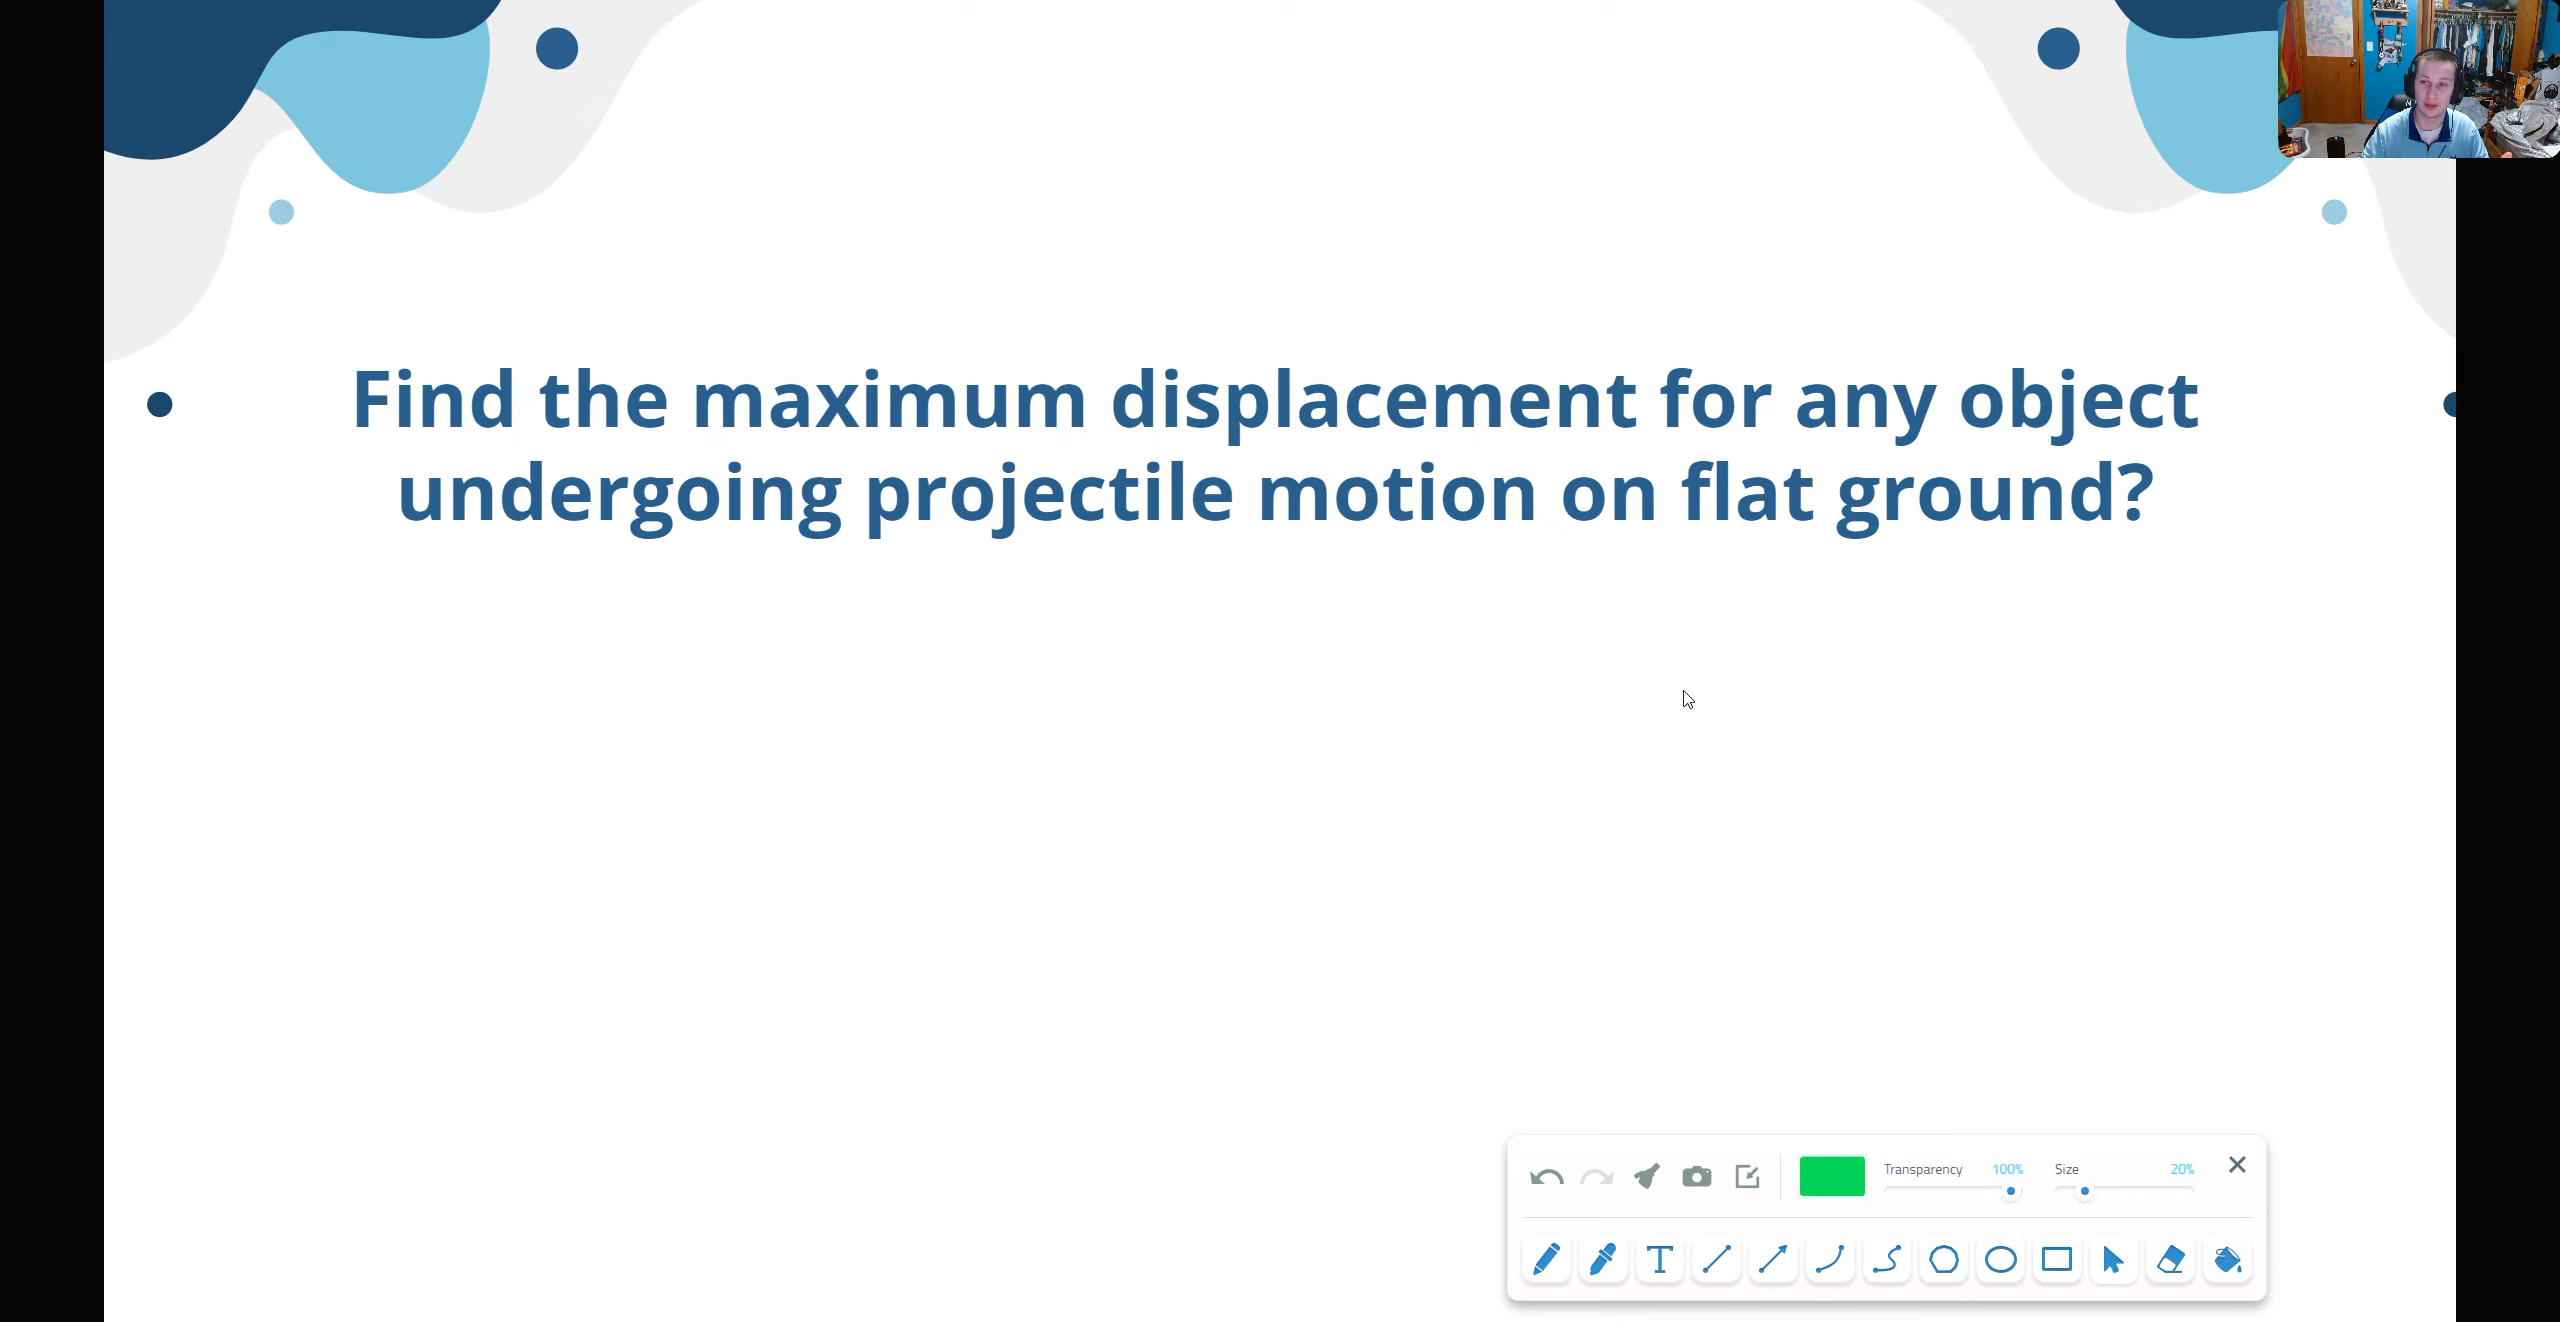 Find the maximum displacement for any object
undergoing projectile motion on flat ground?
Transparency 100% Size 20%